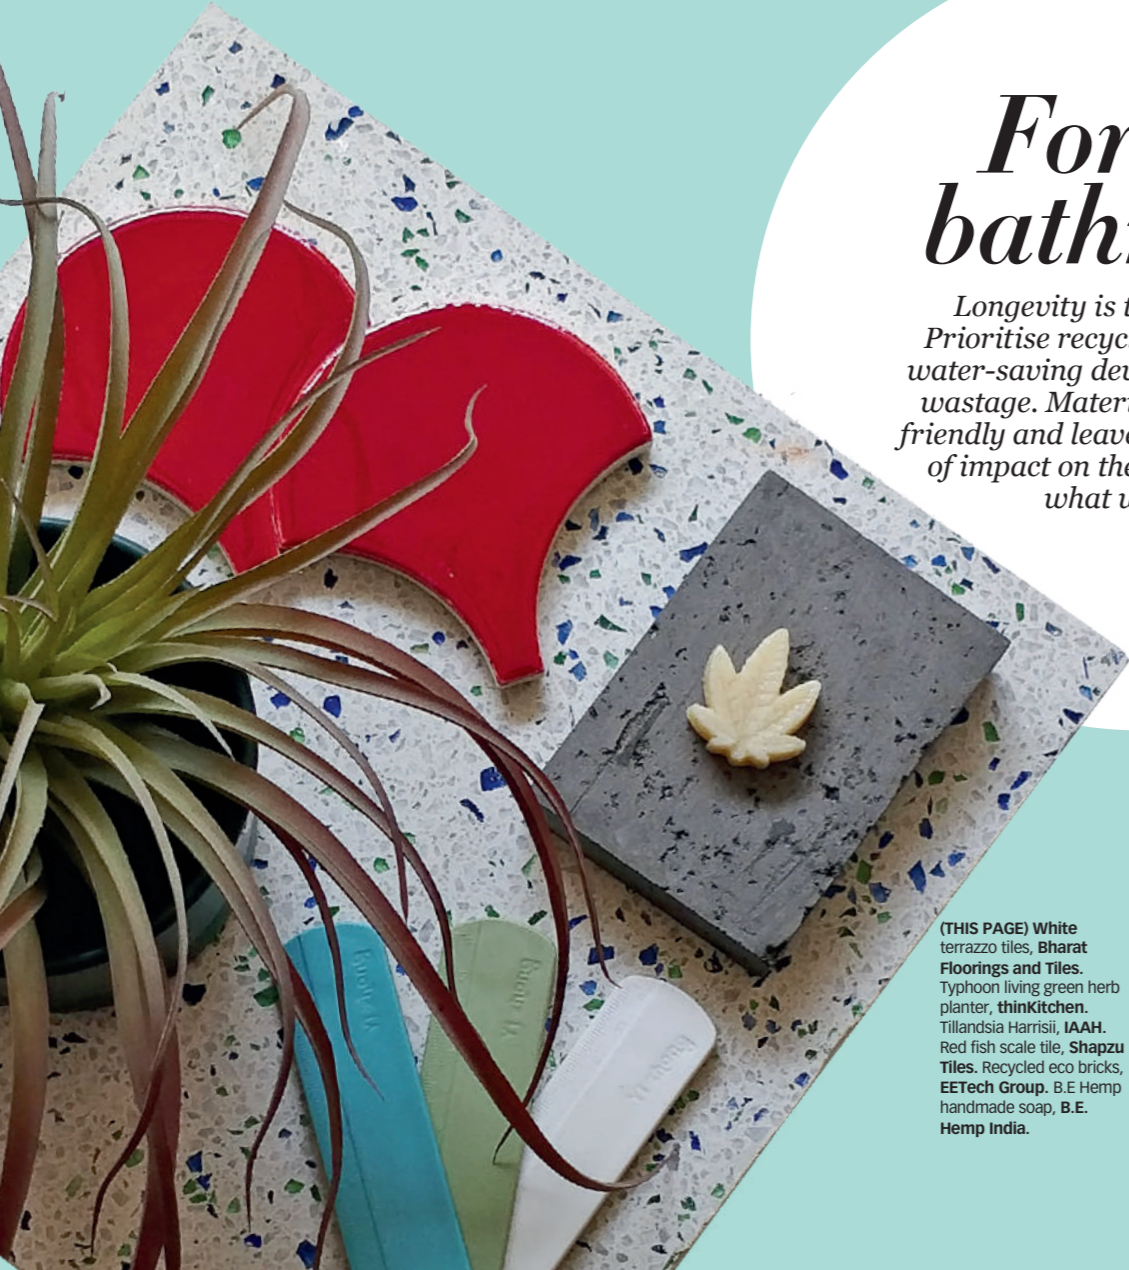 For
bath
Longevity is t
Prioritise recyc
water-saving dev
wastage. Materi
friendly and leave
of impact on the
what u
(THIS PAGE) White
terrazzo tiles, Bharat
Floorings and Tiles.
Typhoon living green herb
planter, thinKitchen.
Tillandsia Harrisii, IAAH.
Red fish scale tile, Shapzu
Tiles. Recycled eco bricks,
EETech Group. B.E Hemp
handmade soap, B.E.
Hemp India.